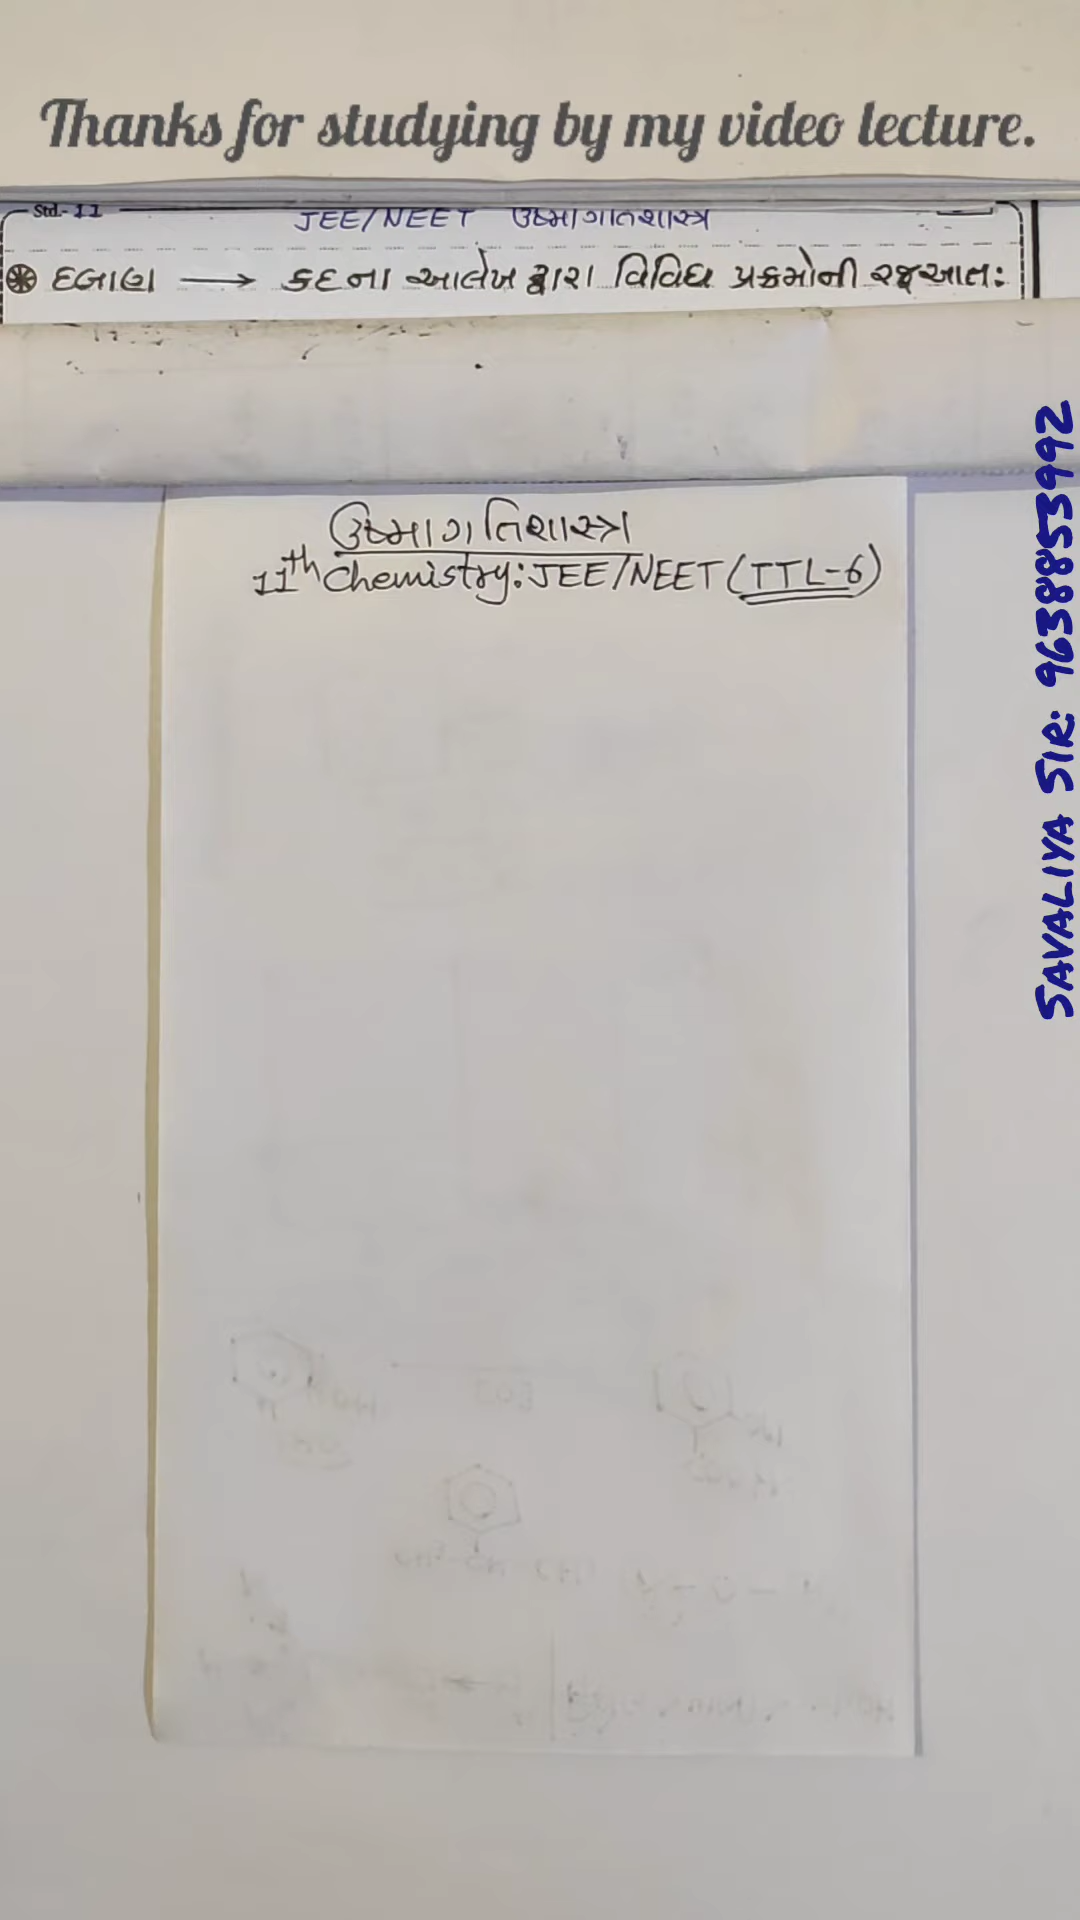 Thanks for studying by my video lecture.
Std.-11
JEE/NEET ઉષ્માગતિશાસ્ત્ર
દબાણ → કદના આલેખ દ્વારા વિવિધ પ્રક્રમોની રજૂઆત:
ઉષ્માગતિશાસ્ત્ર
11th Chemistry: JEE/NEET (TTL-6)
SAVALIYA SIR: 9638853992